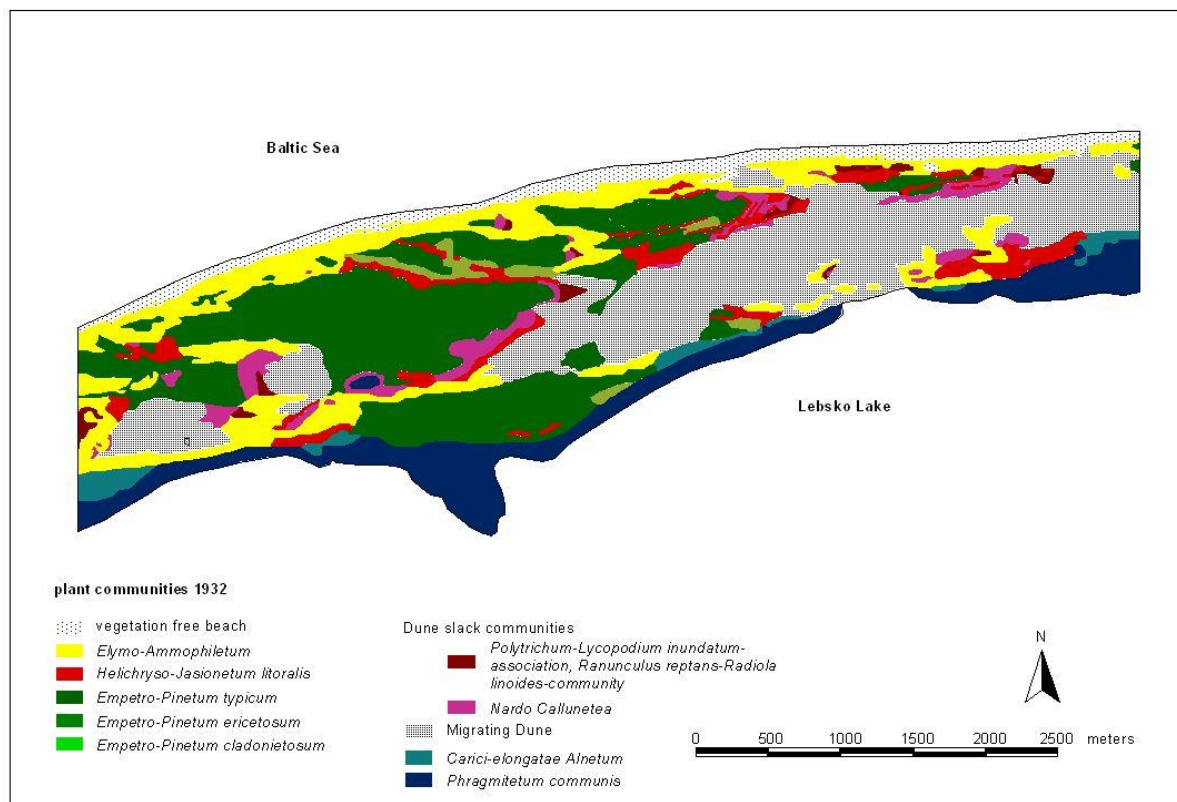 Baltic Sea
Lebsko Lake
plant communities 1932
vegetation free beach
Elymo-Ammophiletum
Helichryso-Jasionetum litoralis
Empetro-Pinetum typicum
Empetro-Pinetum ericetosum
Empetro-Pinetum cladonietosum
Dune slack communities
Polytrichum-Lycopodium inundatum-
association, Ranunculus reptans-Radiola
linoides-community
Nardo Callunetea
Migrating Dune
Carici-elongatae Alnetum
Phragmitetum communis
N
0 500 1000 1500 2000 2500 meters